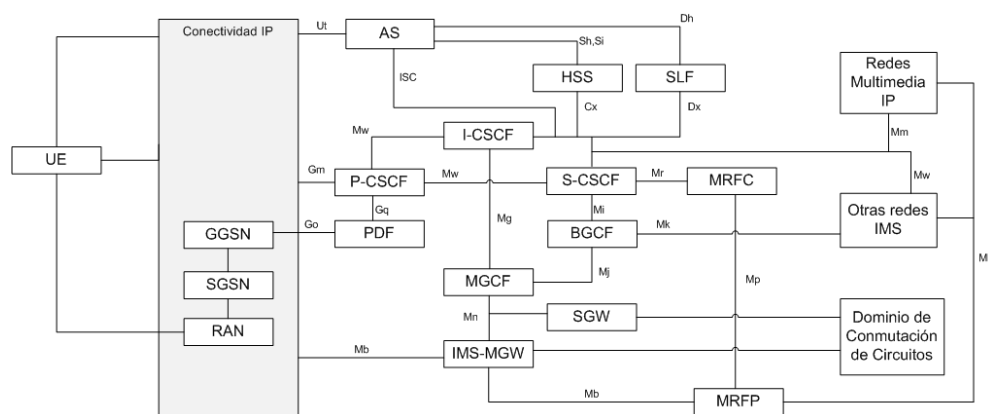 Conectividad IP
Ut
AS
Dh
Sh,Si
ISC
HSS
SLF
Redes
Multimedia
IP
Cx
Dx
Mw
I-CSCF
Mm
UE
Gm
P-CSCF
Mw
S-CSCF
Mr
MRFC
Mw
Gq
Mg
Mi
Otras redes
IMS
GGSN
Go
PDF
BGCF
Mk
M
SGSN
MGCF
Mj
Mp
RAN
Mn
SGW
Dominio de
Conmutación
de Circuitos
Mb
IMS-MGW
Mb
MRFP